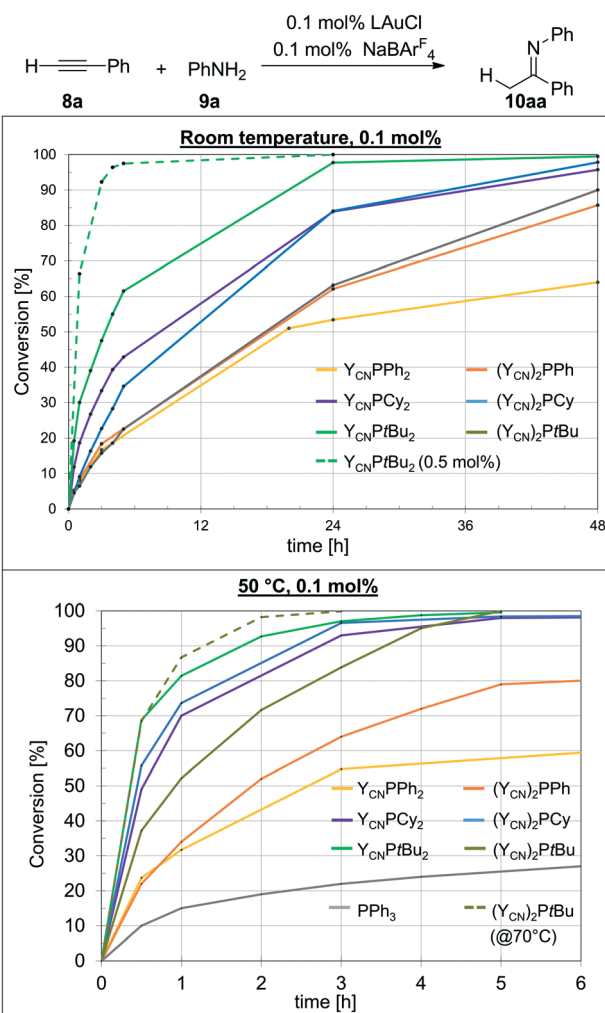 0.1 mol% LAuCl
0.1 mol% NaBArF4
H Ph + PhNH2
8a 9a
N Ph
H Ph
10aa
Room temperature, 0.1 mol%
Conversion [%]
100
90
80
70
60
50
40
30
20
10
0
YCNPPh2 (YCN)2PPh
YCNPCy2 (YCN)2PCy
YCNPtBu2 (YCN)2PtBu
YCNPtBu2 (0.5 mol%)
0 12 24 36 48
time [h]
50 °C, 0.1 mol%
Conversion [%]
100
90
80
70
60
50
40
30
20
10
0
YCNPPh2 (YCN)2PPh
YCNPCy2 (YCN)2PCy
YCNPtBu2 (YCN)2PtBu
PPh3 (YCN)2PtBu
(@70°C)
0 1 2 3 4 5 6
time [h]